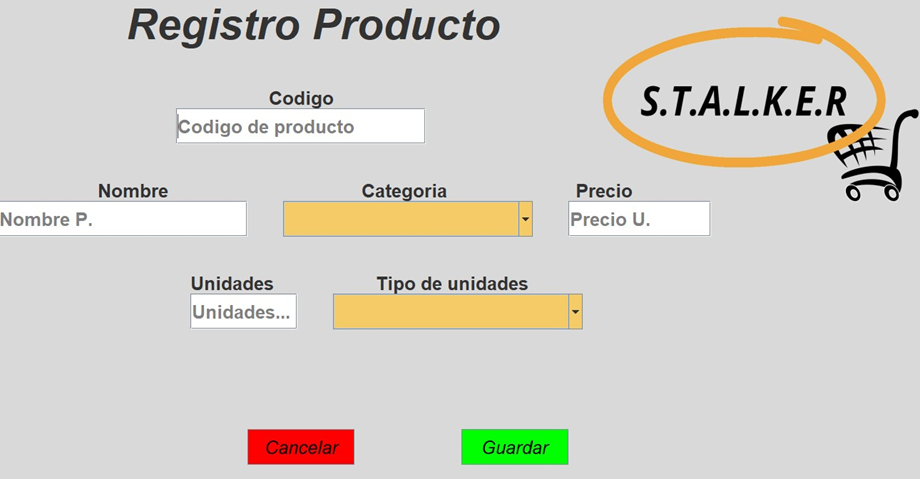 Registro Producto
S.T.A.L.K.E.R
Codigo
Codigo de producto
Nombre
Categoria
Precio
Nombre P.
Precio U.
Unidades
Tipo de unidades
Unidades...
Cancelar
Guardar